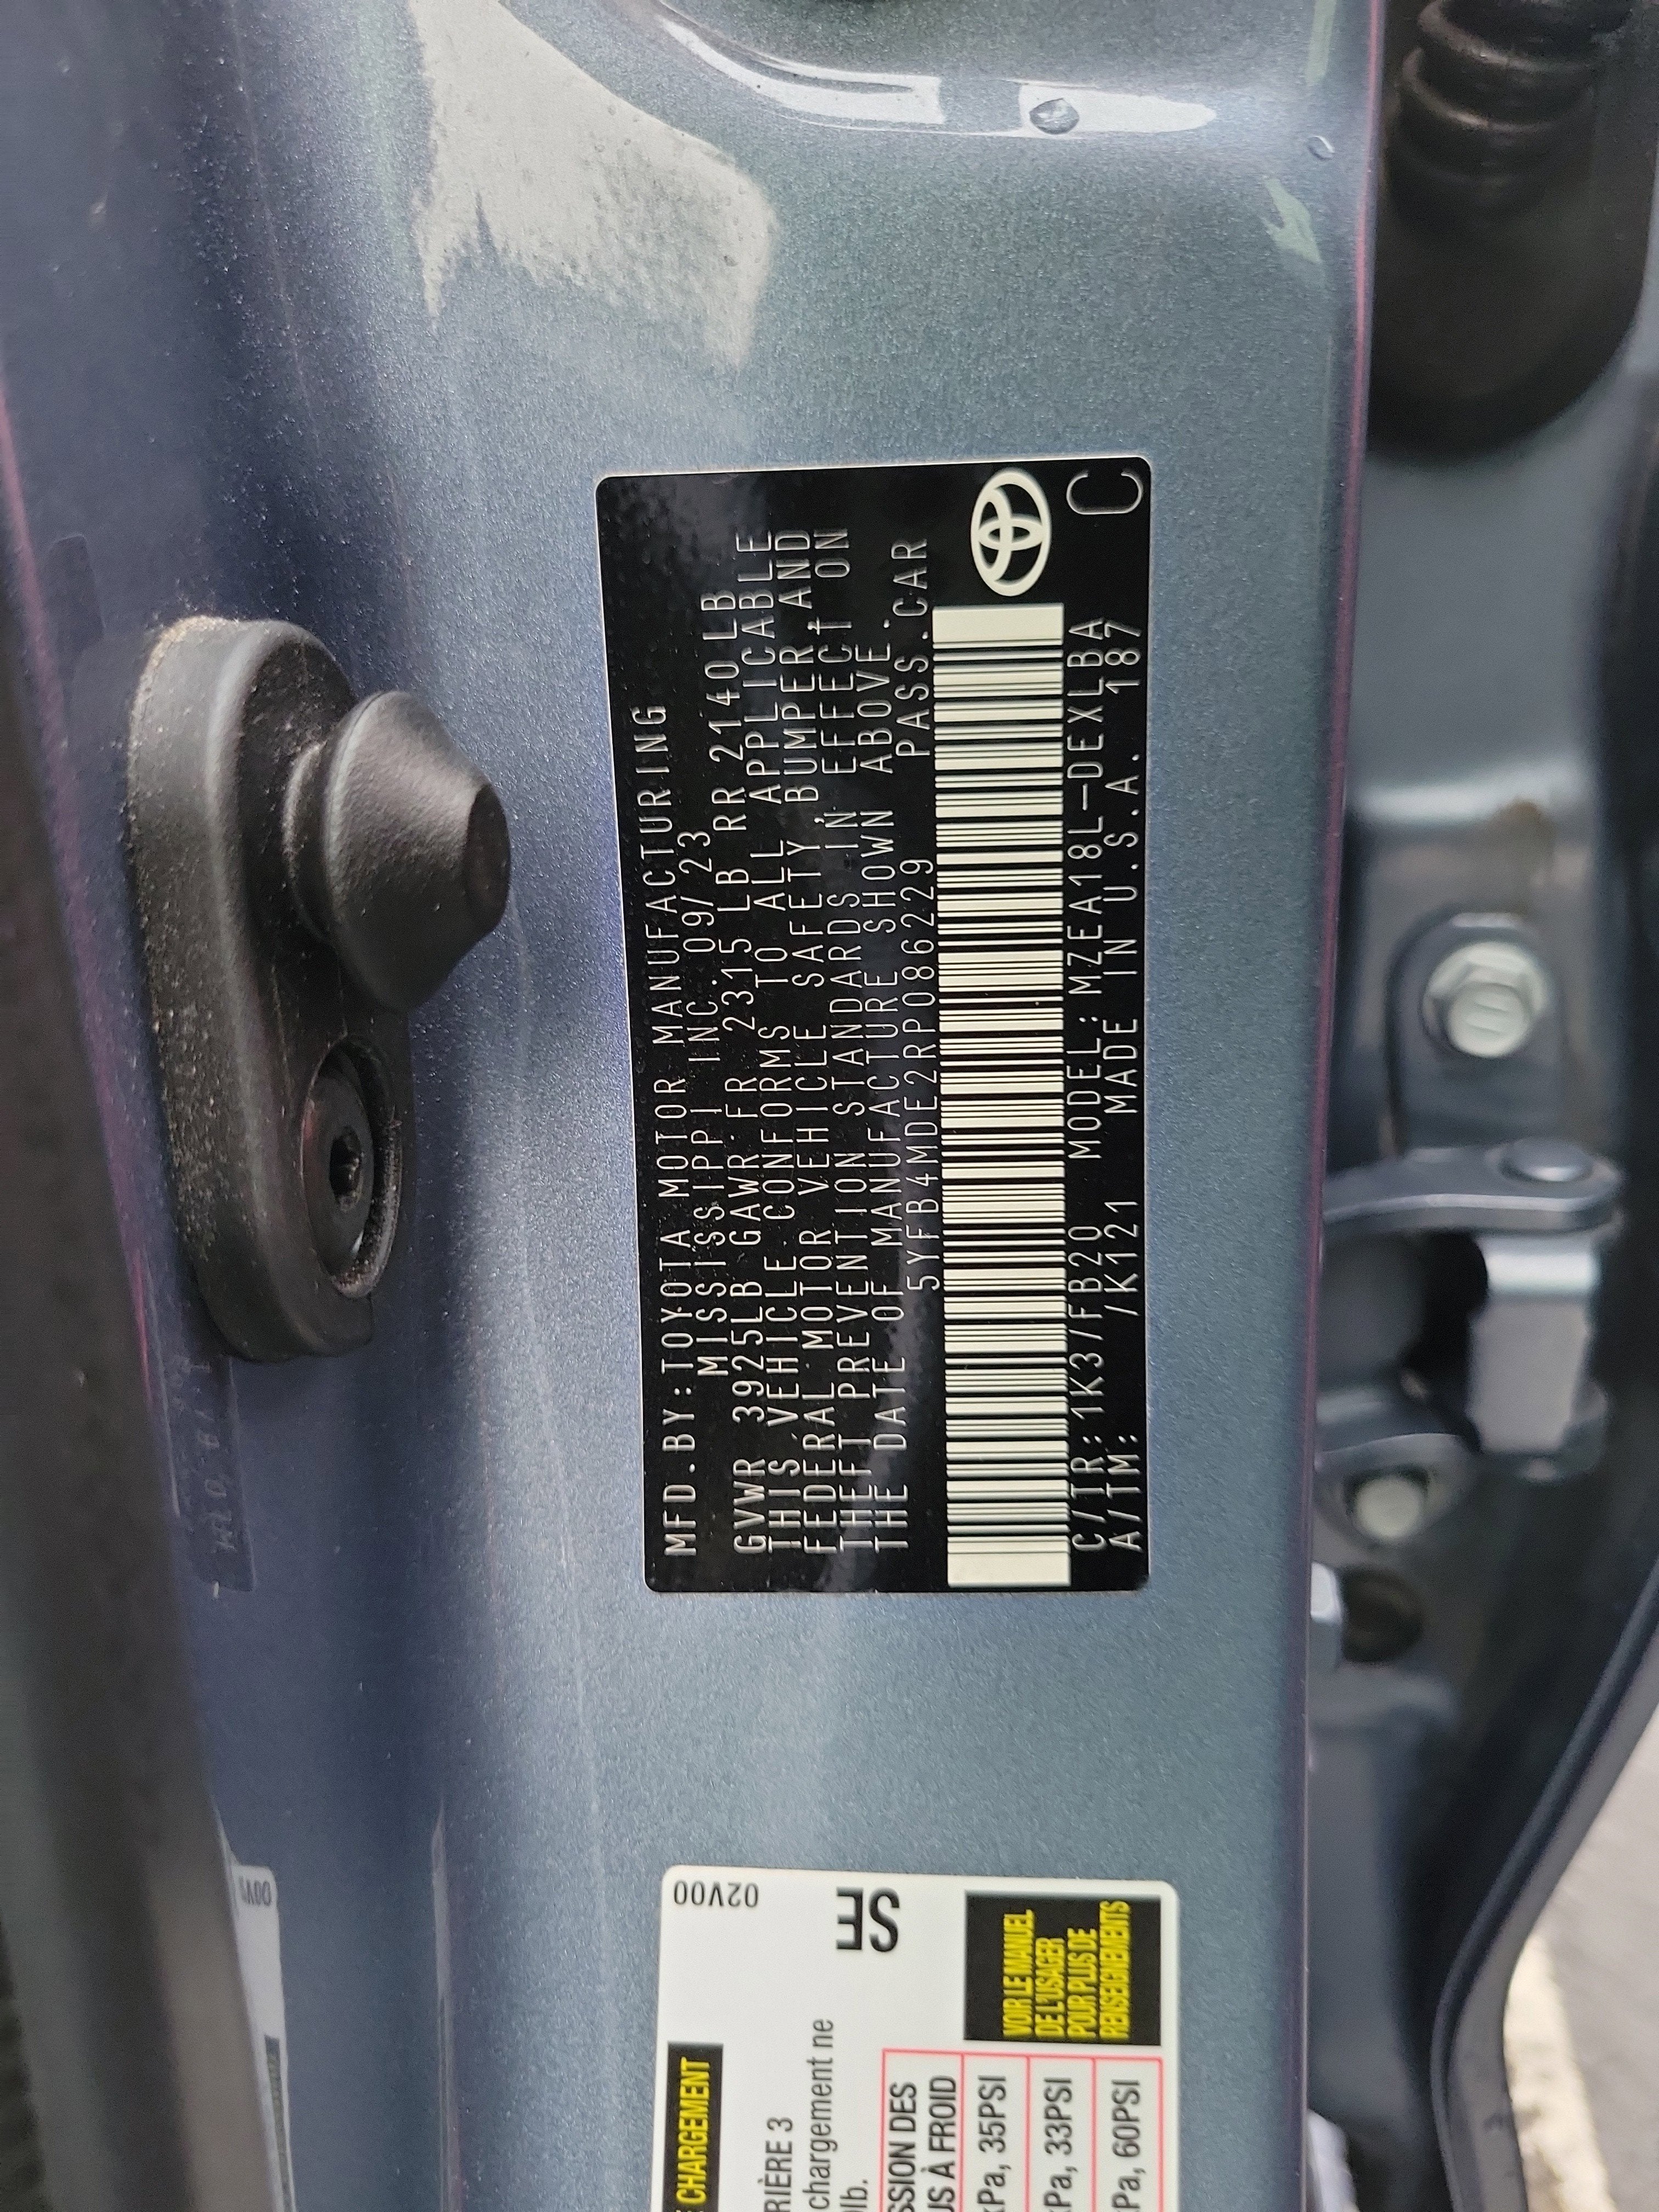 MFD.BY:TOYOTA MOTOR MANUFACTURING
MISSISSIPPI INC. 09/23
GVWR 3925LB GAWR FR 2315 LB RR 2140LB
THIS VEHICLE CONFORMS TO ALL APPLICABLE
FEDERAL MOTOR VEHICLE SAFETY, BUMPER, AND
THEFT PREVENTION STANDARDS IN EFFECT ON
THE DATE OF MANUFACTURE SHOWN ABOVE.
5YFB4MDE2RP086229 PASS.CAR
C/TR:1K3/FB20 MODEL:MZEA18L-DEXLBA
A/TM: /K121 MADE IN U.S.A. 187
C
02V00
SE
CHARGEMENT
RIÈRE 3
chargement ne
lb.
SSION DES
US À FROID
kPa, 35PSI
kPa, 33PSI
kPa, 60PSI
VOIR LE MANUEL
DE L'USAGER
POUR PLUS DE
RENSEIGNEMENTS